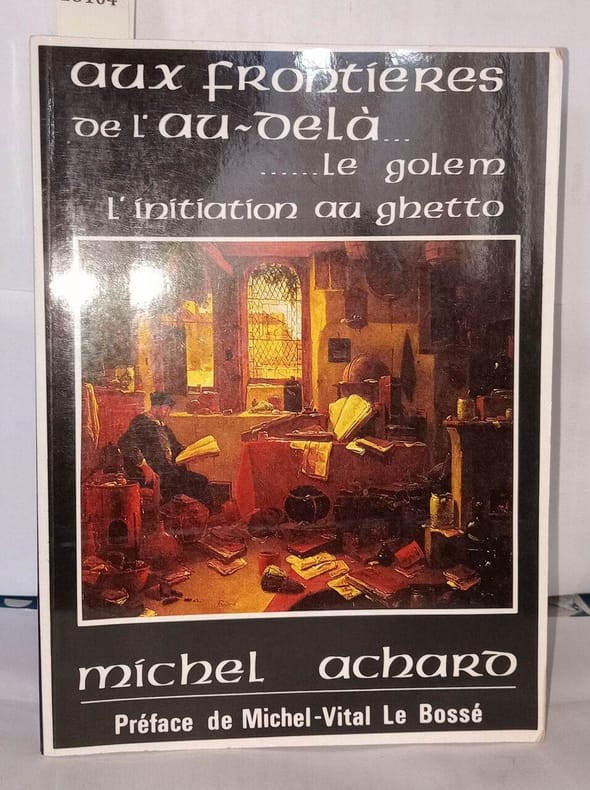 aux frontières
de l'au-delà...
......le golem
l'initiation au ghetto
michel achard
Préface de Michel-Vital Le Bossé